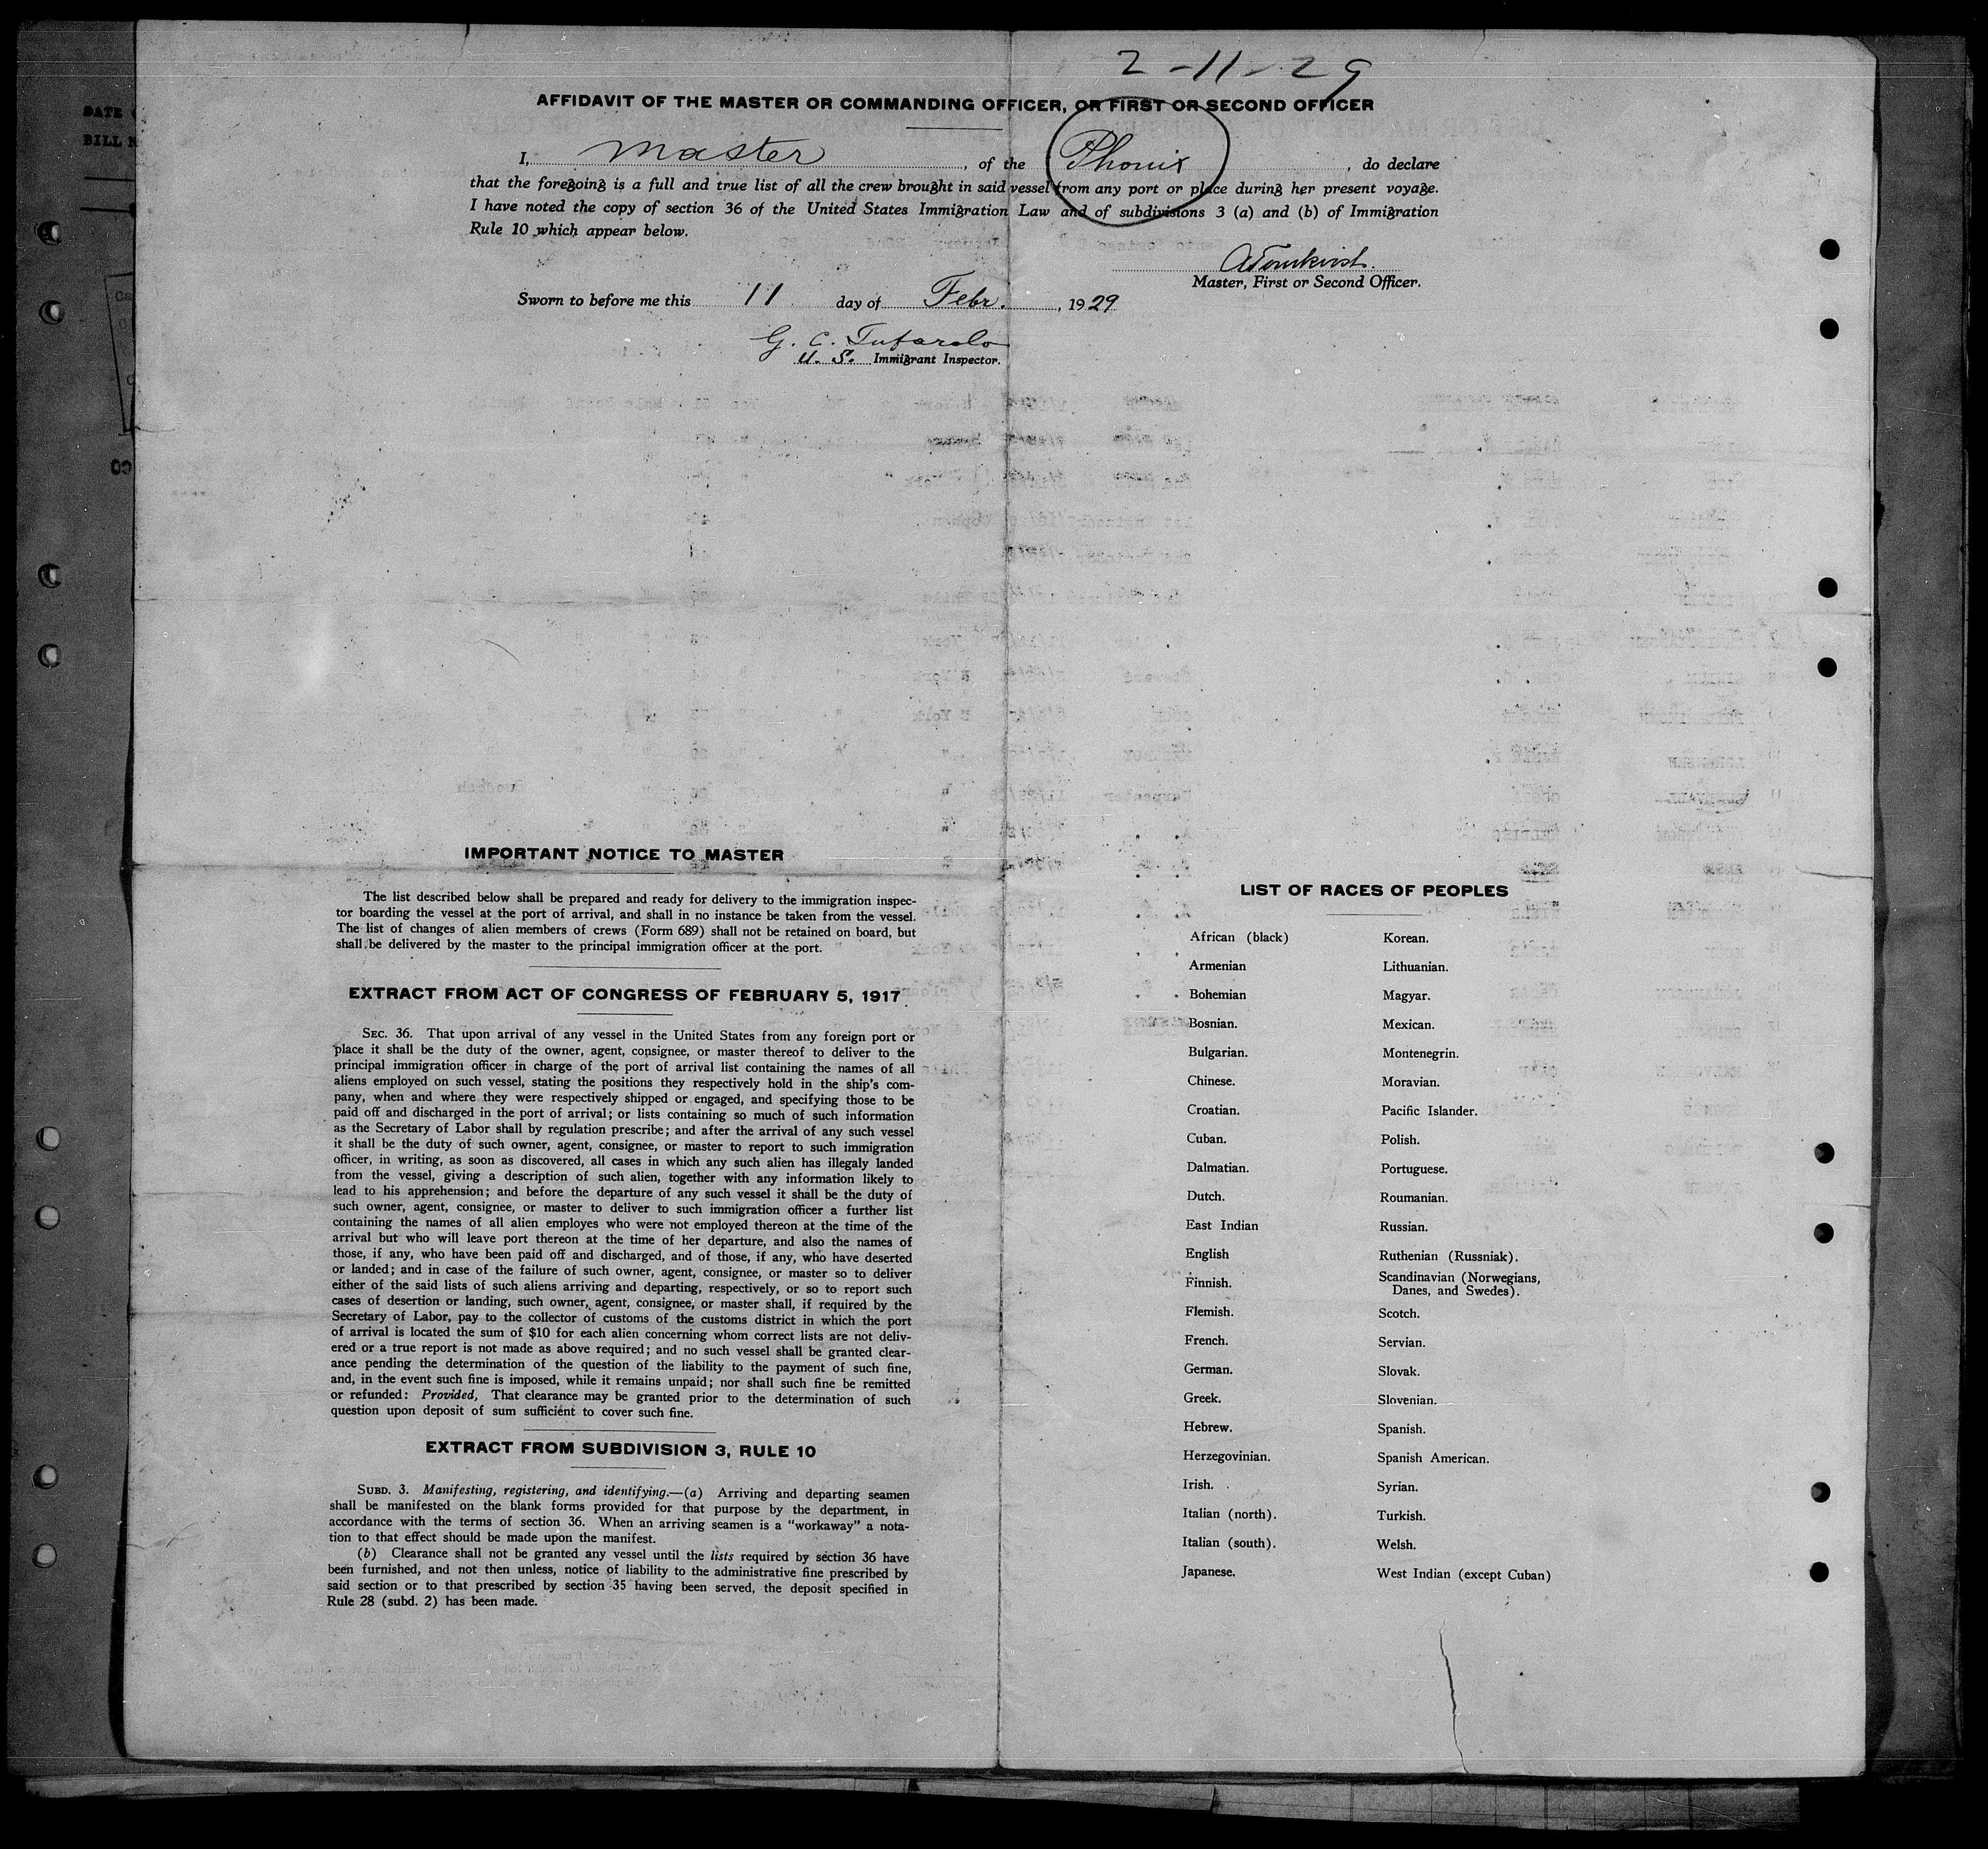 2-11-29
AFFIDAVIT OF THE MASTER OR COMMANDING OFFICER, OR FIRST OR SECOND OFFICER
I, master, of the Phonix, do declare
that the foregoing is a full and true list of all the crew brought in said vessel from any port or place during her present voyage.
I have noted the copy of section 36 of the United States Immigration Law and of subdivisions 3 (a) and (b) of Immigration
Rule 10 which appear below.
Master, First or Second Officer.
Sworn to before me this 11 day of Febr., 1929
G. C. Tufarolo
U. S. Immigrant Inspector.
DATE
BILL
IMPORTANT NOTICE TO MASTER
The list described below shall be prepared and ready for delivery to the immigration inspec-
tor boarding the vessel at the port of arrival, and shall in no instance be taken from the vessel.
The list of changes of alien members of crews (Form 689) shall not be retained on board, but
shall be delivered by the master to the principal immigration officer at the port.
EXTRACT FROM ACT OF CONGRESS OF FEBRUARY 5, 1917
SEC. 36. That upon arrival of any vessel in the United States from any foreign port or
place it shall be the duty of the owner, agent, consignee, or master thereof to deliver to the
principal immigration officer in charge of the port of arrival list containing the names of all
aliens employed on such vessel, stating the positions they respectively hold in the ship's com-
pany, when and where they were respectively shipped or engaged, and specifying those to be
paid off and discharged in the port of arrival; or lists containing so much of such information
as the Secretary of Labor shall by regulation prescribe; and after the arrival of any such vessel
it shall be the duty of such owner, agent, consignee, or master to report to such immigration
officer, in writing, as soon as discovered, all cases in which any such alien has illegaly landed
from the vessel, giving a description of such alien, together with any information likely to
lead to his apprehension; and before the departure of any such vessel it shall be the duty of
such owner, agent, consignee, or master to deliver to such immigration officer a further list
containing the names of all alien employes who were not employed thereon at the time of the
arrival but who will leave port thereon at the time of her departure, and also the names of
those, if any, who have been paid off and discharged, and of those, if any, who have deserted
or landed; and in case of the failure of such owner, agent, consignee, or master so to deliver
either of the said lists of such aliens arriving and departing, respectively, or so to report such
cases of desertion or landing, such owner, agent, consignee, or master shall, if required by the
Secretary of Labor, pay to the collector of customs of the customs district in which the port
of arrival is located the sum of $10 for each alien concerning whom correct lists are not deliv-
ered or a true report is not made as above required; and no such vessel shall be granted clear-
ance pending the determination of the question of the liability to the payment of such fine,
and, in the event such fine is imposed, while it remains unpaid; nor shall such fine be remitted
or refunded: Provided, That clearance may be granted prior to the determination of such
question upon deposit of sum sufficient to cover such fine.
EXTRACT FROM SUBDIVISION 3, RULE 10
SUBD. 3. Manifesting, registering, and identifying.—(a) Arriving and departing seamen
shall be manifested on the blank forms provided for that purpose by the department, in
accordance with the terms of section 36. When an arriving seamen is a "workaway" a nota-
tion to that effect should be made upon the manifest.
(b) Clearance shall not be granted any vessel until the lists required by section 36 have
been furnished, and not then unless, notice of liability to the administrative fine prescribed by
said section or to that prescribed by section 35 having been served, the deposit specified in
Rule 28 (subd. 2) has been made.
LIST OF RACES OF PEOPLES
African (black) Korean.
Armenian Lithuanian.
Bohemian Magyar.
Bosnian. Mexican.
Bulgarian. Montenegrin.
Chinese. Moravian.
Croatian. Pacific Islander.
Cuban. Polish.
Dalmatian. Portuguese.
Dutch. Roumanian.
East Indian Russian.
English Ruthenian (Russniak).
Finnish. Scandinavian (Norwegians,
Danes, and Swedes).
Flemish. Scotch.
French. Servian.
German. Slovak.
Greek. Slovenian.
Hebrew. Spanish.
Herzegovinian. Spanish American.
Irish. Syrian.
Italian (north). Turkish.
Italian (south). Welsh.
Japanese. West Indian (except Cuban)